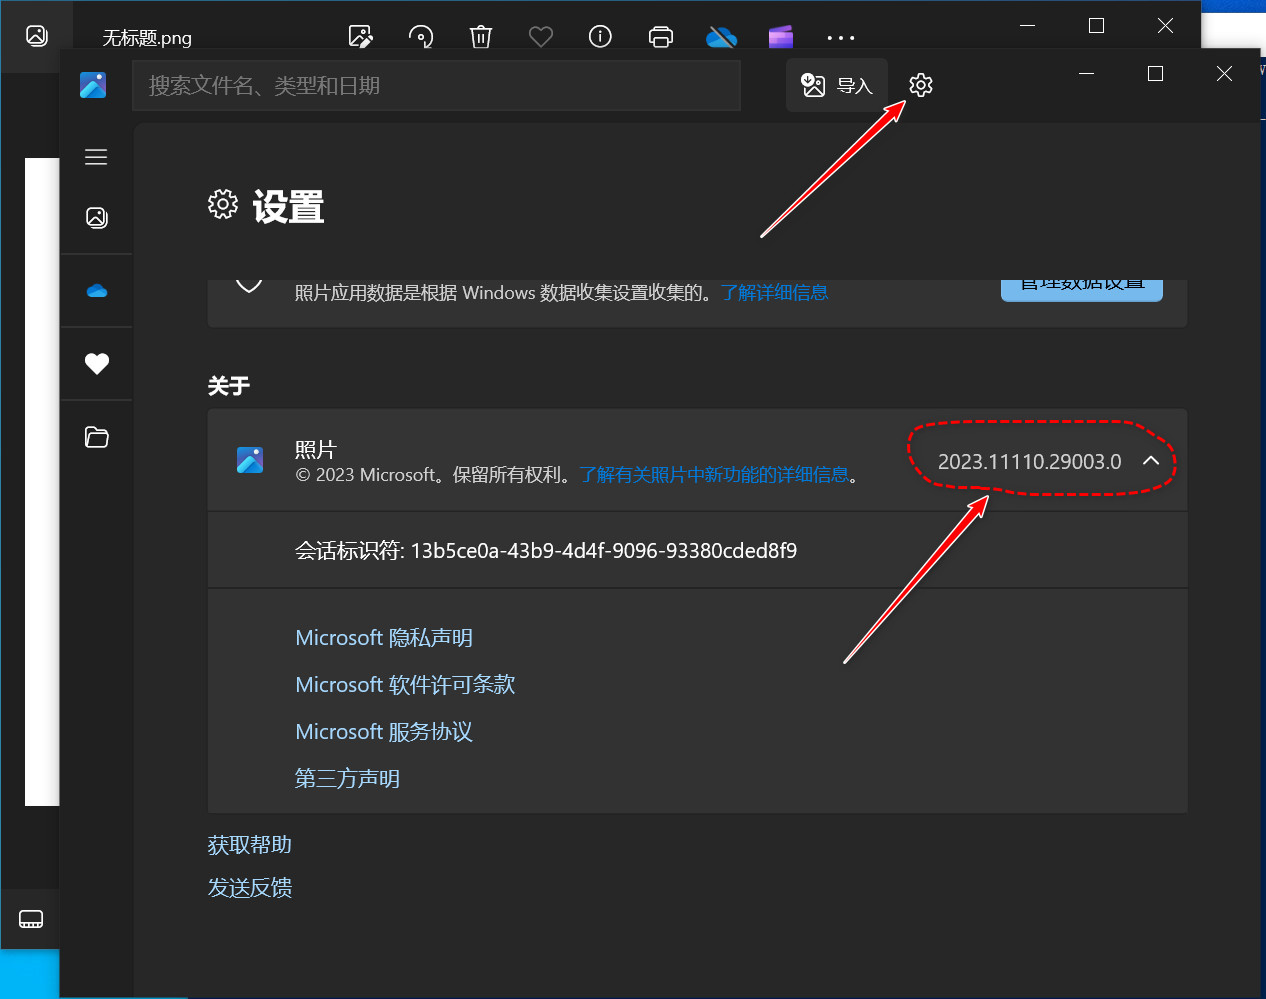 无标题.png
搜索文件名、类型和日期
导入
设置
照片应用数据是根据 Windows 数据收集设置收集的。了解详细信息
管理数据设置
关于
照片
© 2023 Microsoft。保留所有权利。了解有关照片中新功能的详细信息。
2023.11110.29003.0
会话标识符: 13b5ce0a-43b9-4d4f-9096-93380cded8f9
Microsoft 隐私声明
Microsoft 软件许可条款
Microsoft 服务协议
第三方声明
获取帮助
发送反馈